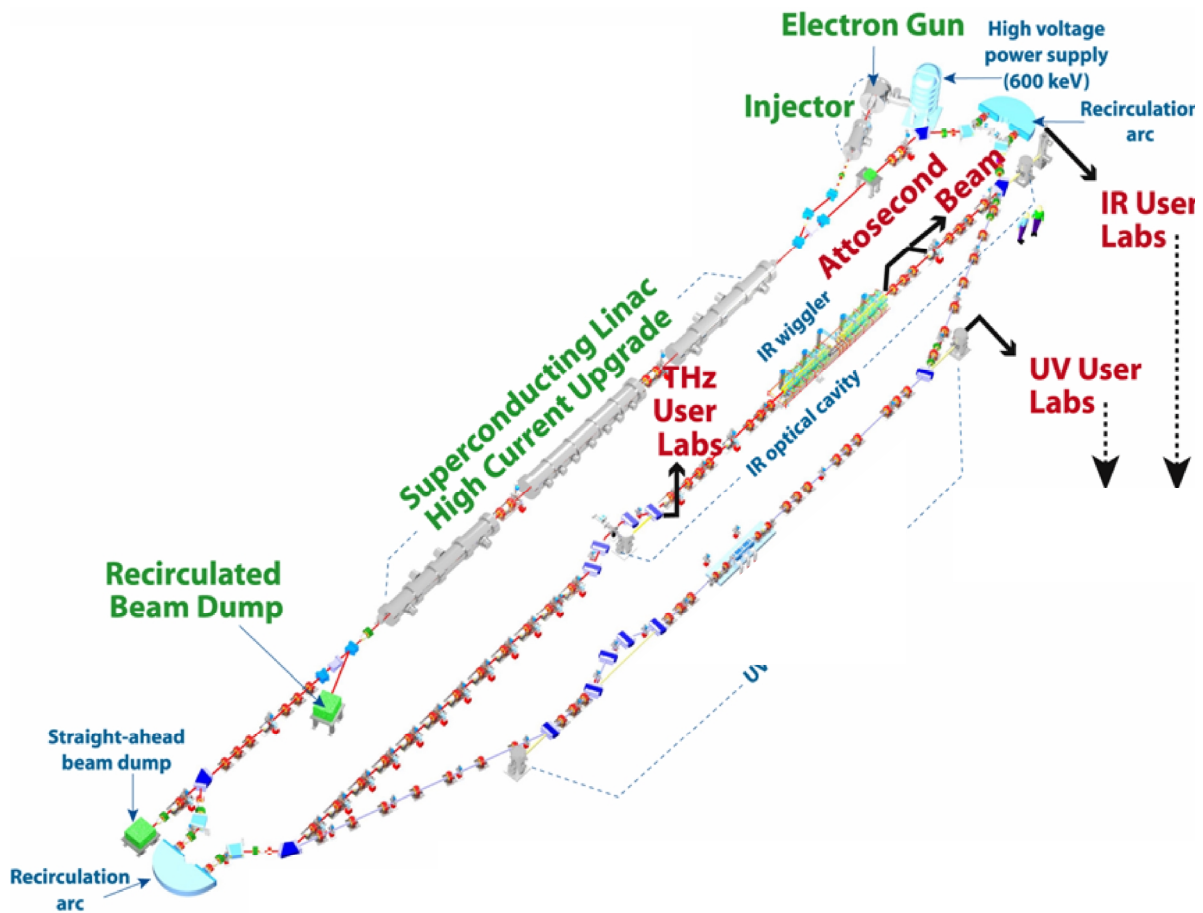 Electron Gun
High voltage
power supply
(600 keV)
Injector
Recirculation
arc
Attosecond
Beam
IR User
Labs
Superconducting Linac
High Current Upgrade
IR wiggler
THz
User
Labs
IR optical cavity
UV User
Labs
Recirculated
Beam Dump
UV
Straight-ahead
beam dump
Recirculation
arc